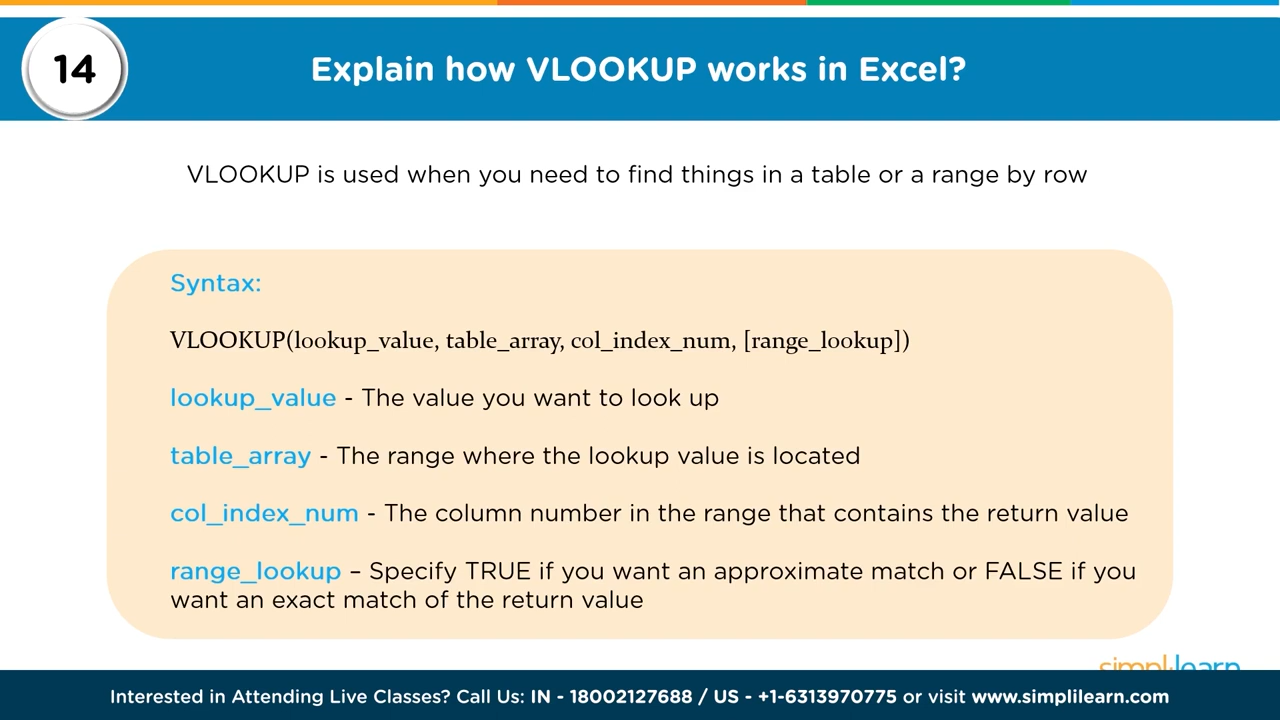 14
Explain how VLOOKUP works in Excel?
VLOOKUP is used when you need to find things in a table or a range by row
Syntax:
VLOOKUP(lookup_value, table_array, col_index_num, [range_lookup])
lookup_value - The value you want to look up
table_array - The range where the lookup value is located
col_index_num - The column number in the range that contains the return value
range_lookup – Specify TRUE if you want an approximate match or FALSE if you
want an exact match of the return value
simplilearn
Interested in Attending Live Classes? Call Us: IN - 18002127688 / US - +1-6313970775 or visit www.simplilearn.com